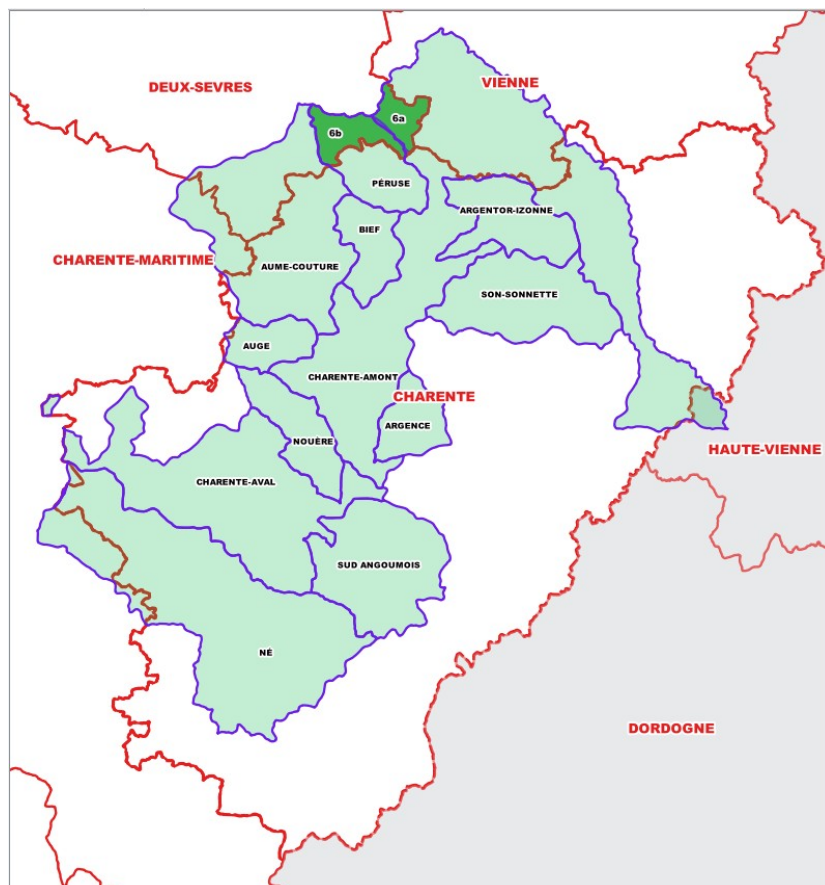 VIENNE
DEUX-SEVRES
6a
6b
PÉRUSE
ARGENTOR-IZONNE
BIEF
CHARENTE-MARITIME
AUME-COUTURE
SON-SONNETTE
AUGE
CHARENTE-AMONT
CHARENTE
ARGENCE
NOUÈRE
HAUTE-VIENNE
CHARENTE-AVAL
SUD ANGOUMOIS
NÉ
DORDOGNE